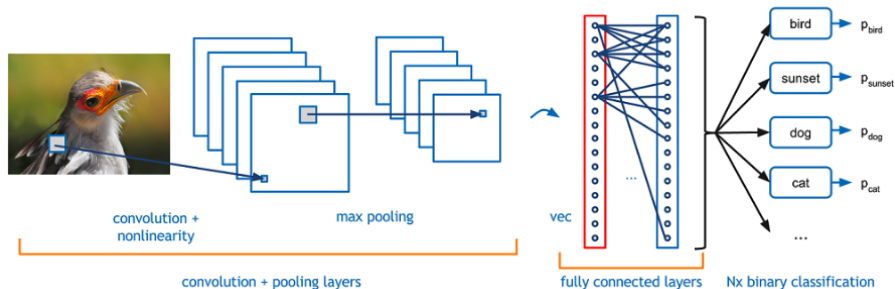 bird
p_bird
sunset
p_sunset
dog
p_dog
cat
p_cat
...
...
convolution +
nonlinearity
max pooling
vec
convolution + pooling layers
fully connected layers
Nx binary classification